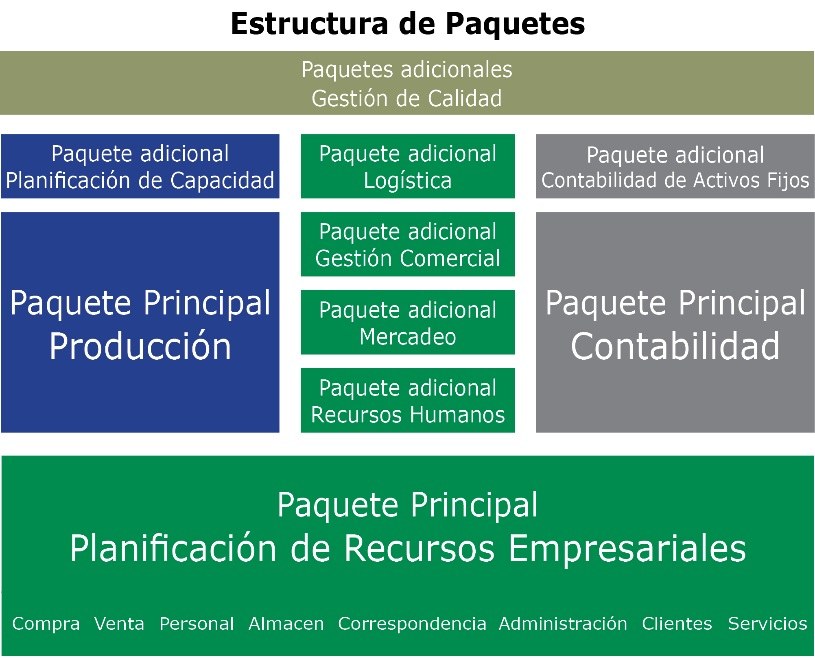 Estructura de Paquetes
Paquetes adicionales
Gestión de Calidad
Paquete adicional
Planificación de Capacidad
Paquete adicional
Logística
Paquete adicional
Contabilidad de Activos Fijos
Paquete Principal
Producción
Paquete adicional
Gestión Comercial
Paquete adicional
Mercadeo
Paquete adicional
Recursos Humanos
Paquete Principal
Contabilidad
Paquete Principal
Planificación de Recursos Empresariales
Compra Venta Personal Almacen Correspondencia Administración Clientes Servicios